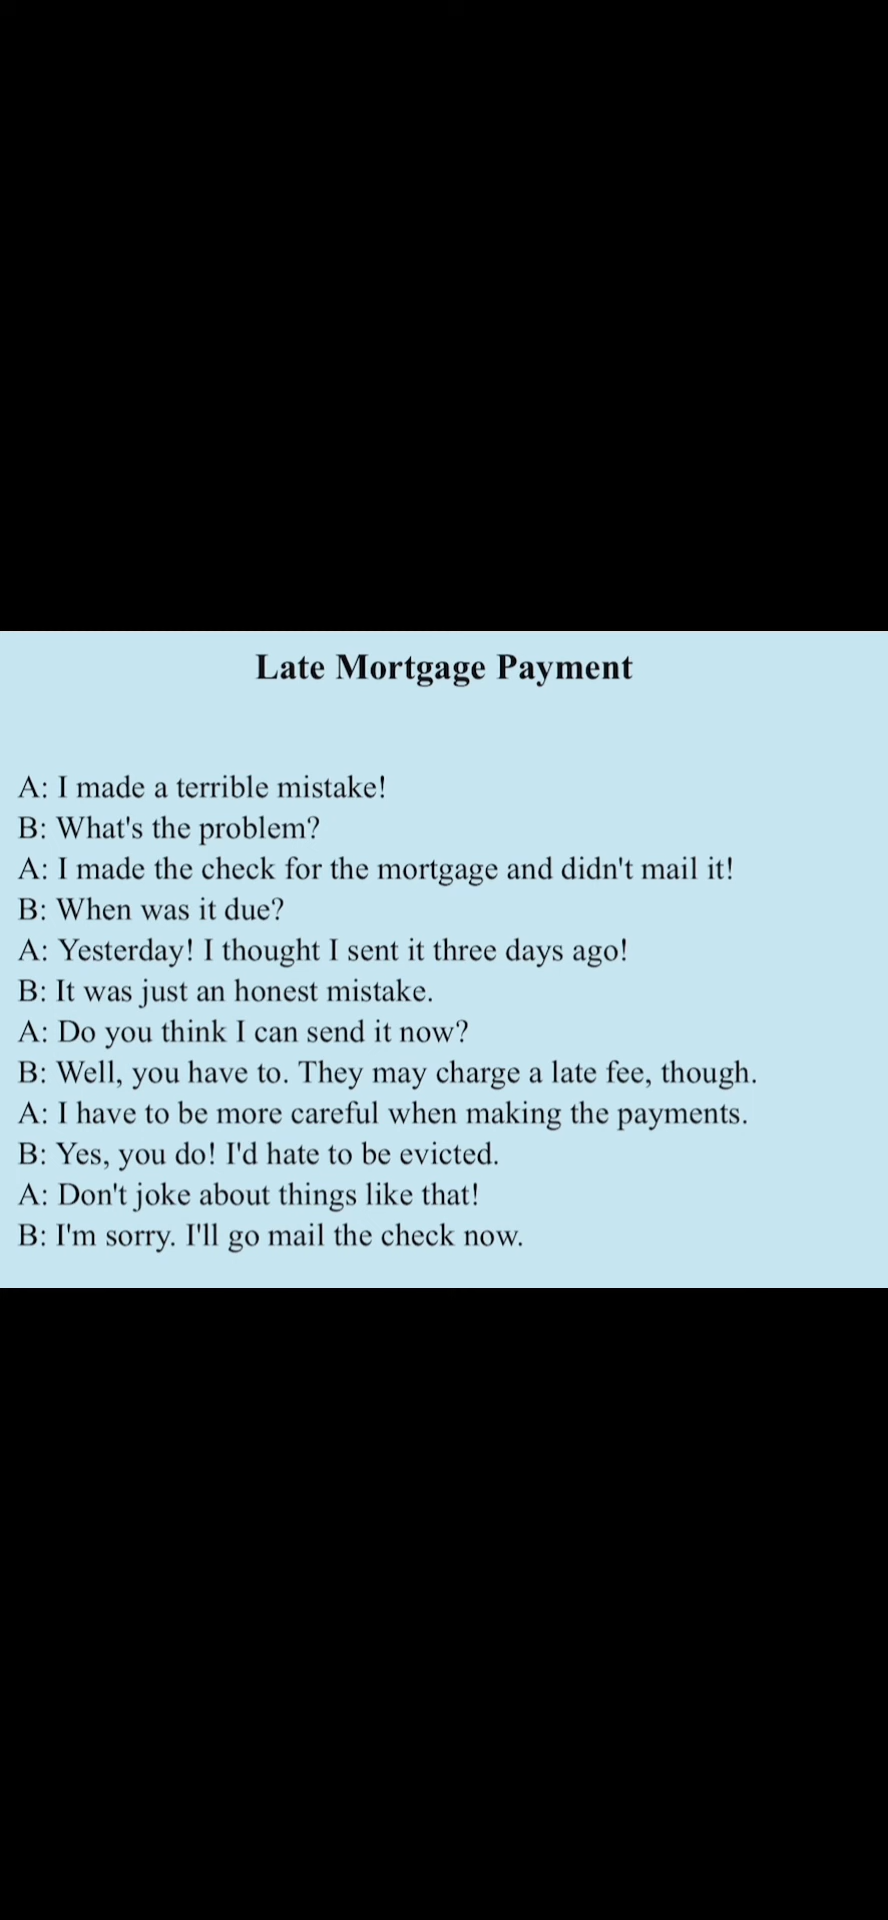 Late Mortgage Payment
A: I made a terrible mistake!
B: What's the problem?
A: I made the check for the mortgage and didn't mail it!
B: When was it due?
A: Yesterday! I thought I sent it three days ago!
B: It was just an honest mistake.
A: Do you think I can send it now?
B: Well, you have to. They may charge a late fee, though.
A: I have to be more careful when making the payments.
B: Yes, you do! I'd hate to be evicted.
A: Don't joke about things like that!
B: I'm sorry. I'll go mail the check now.